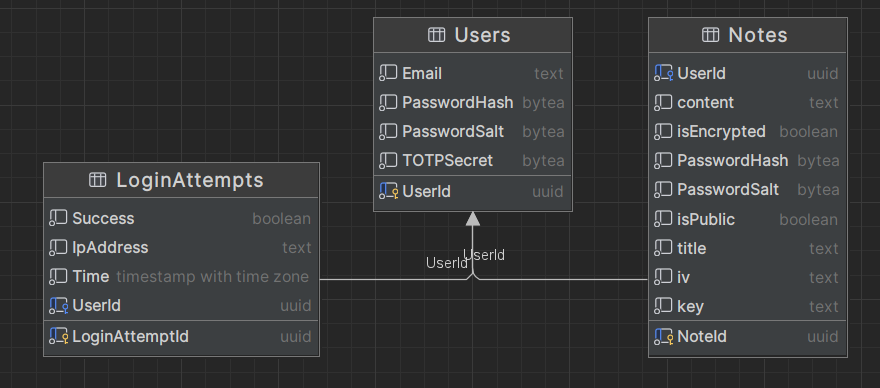 Users
Email text
PasswordHash bytea
PasswordSalt bytea
TOTPSecret bytea
UserId uuid
Notes
UserId uuid
content text
isEncrypted boolean
PasswordHash bytea
PasswordSalt bytea
isPublic boolean
title text
iv text
key text
NoteId uuid
LoginAttempts
Success boolean
IpAddress text
Time timestamp with time zone
UserId uuid
LoginAttemptId uuid
UserId
UserId